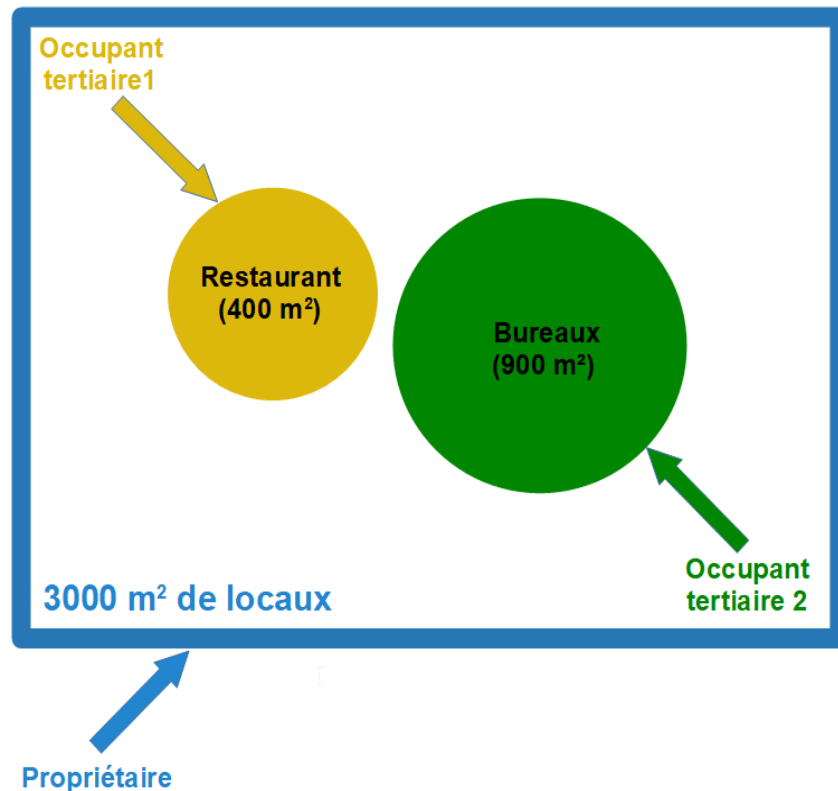 Occupant
tertiaire1
Restaurant
(400 m²)
Bureaux
(900 m²)
Occupant
tertiaire 2
3000 m² de locaux
Propriétaire